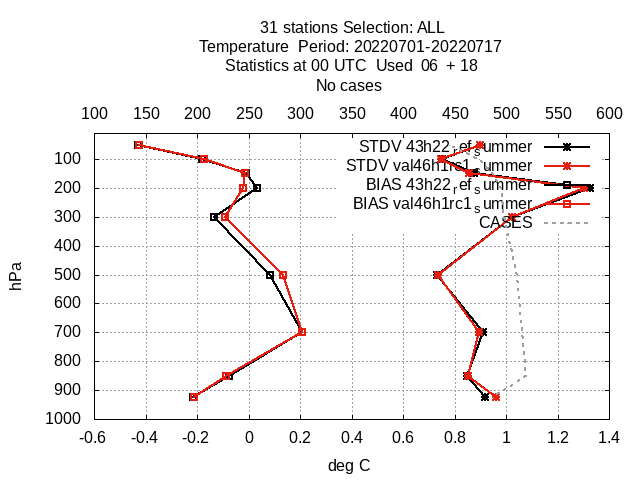 31 stations Selection: ALL
Temperature  Period: 20220701-20220717
Statistics at 00 UTC  Used  06  + 18
No cases
100 150 200 250 300 350 400 450 500 550 600
STDV 43h22_ref_summer
STDV val46h1rc1_summer
BIAS 43h22_ref_summer
BIAS val46h1rc1_summer
CASES
100
200
300
400
500
600
700
800
900
1000
hPa
-0.6 -0.4 -0.2 0 0.2 0.4 0.6 0.8 1 1.2 1.4
deg C